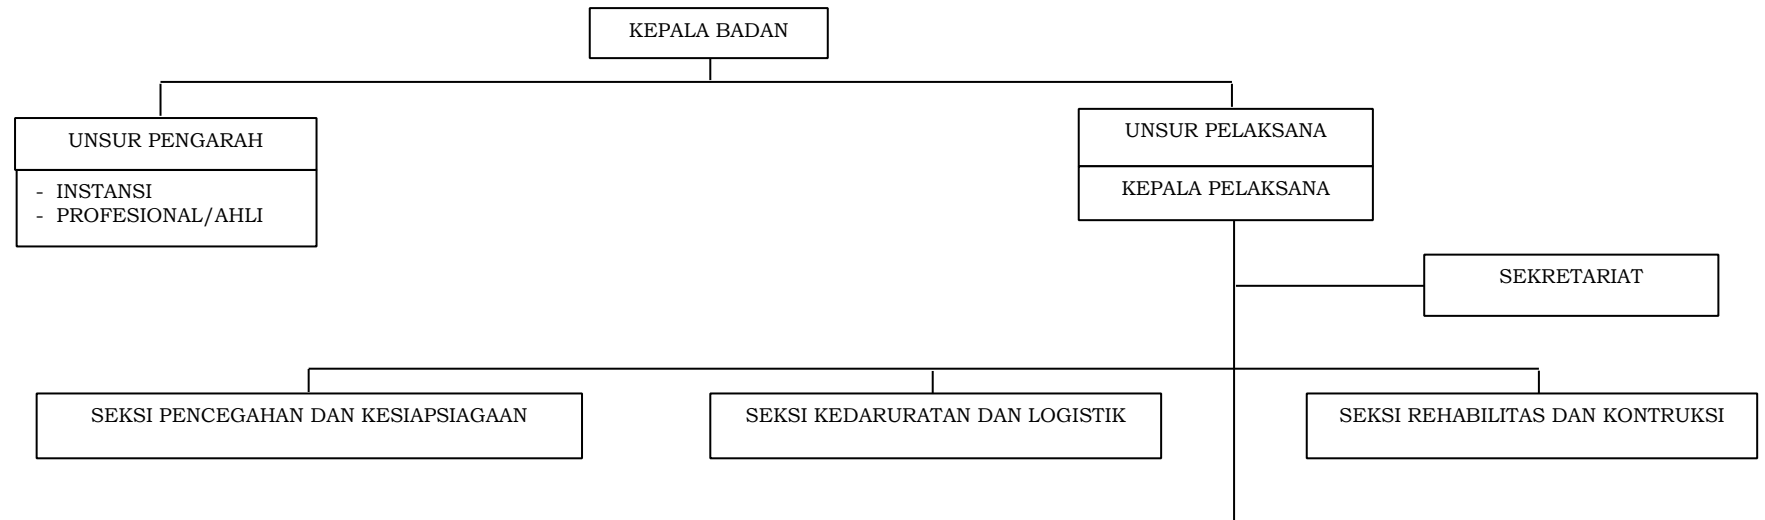 KEPALA BADAN
UNSUR PENGARAH
- INSTANSI
- PROFESIONAL/AHLI
UNSUR PELAKSANA
KEPALA PELAKSANA
SEKRETARIAT
SEKSI PENCEGAHAN DAN KESIAPSIAGAAN
SEKSI KEDARURATAN DAN LOGISTIK
SEKSI REHABILITAS DAN KONTRUKSI